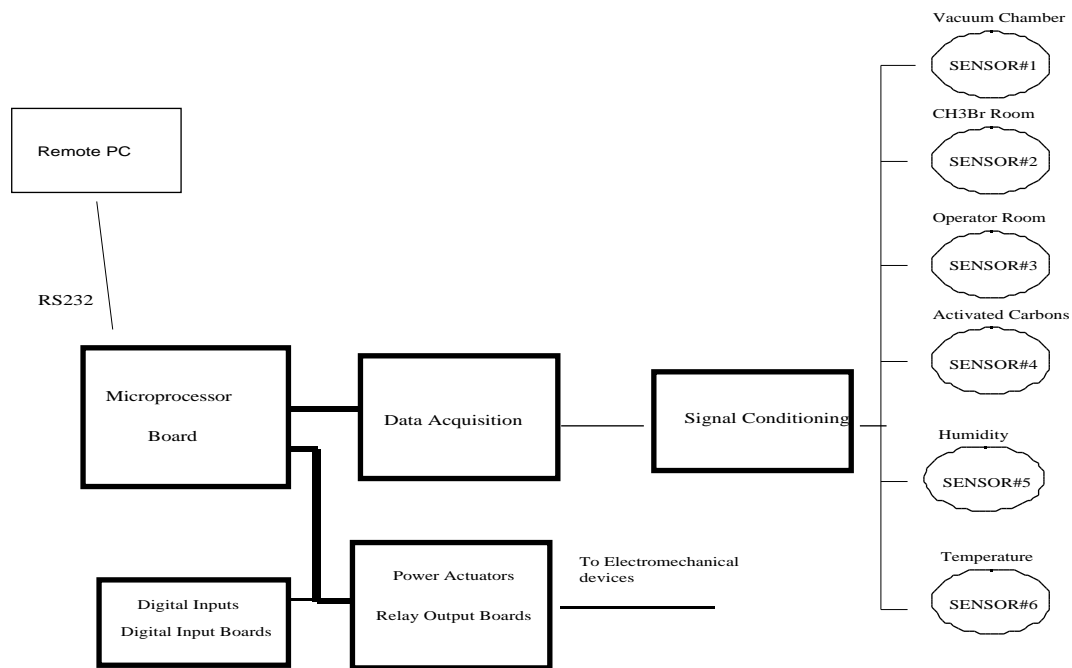 Vacuum Chamber
SENSOR#1
CH3Br Room
SENSOR#2
Operator Room
SENSOR#3
Activated Carbons
SENSOR#4
Humidity
SENSOR#5
Temperature
SENSOR#6
Remote PC
RS232
Microprocessor
Board
Data Acquisition
Signal Conditioning
Digital Inputs
Digital Input Boards
Power Actuators
Relay Output Boards
To Electromechanical
devices